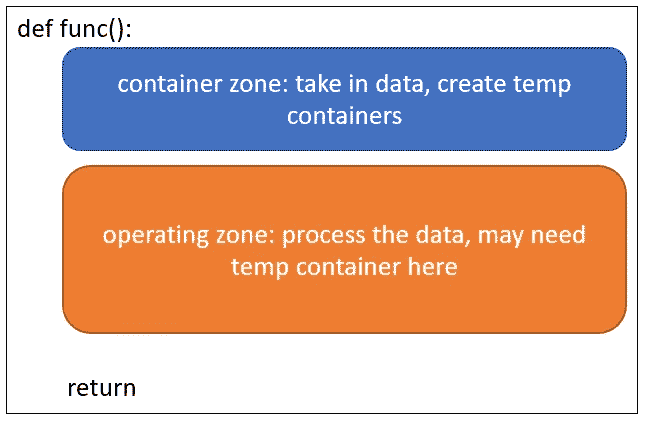 def func():
container zone: take in data, create temp
containers
operating zone: process the data, may need
temp container here
return